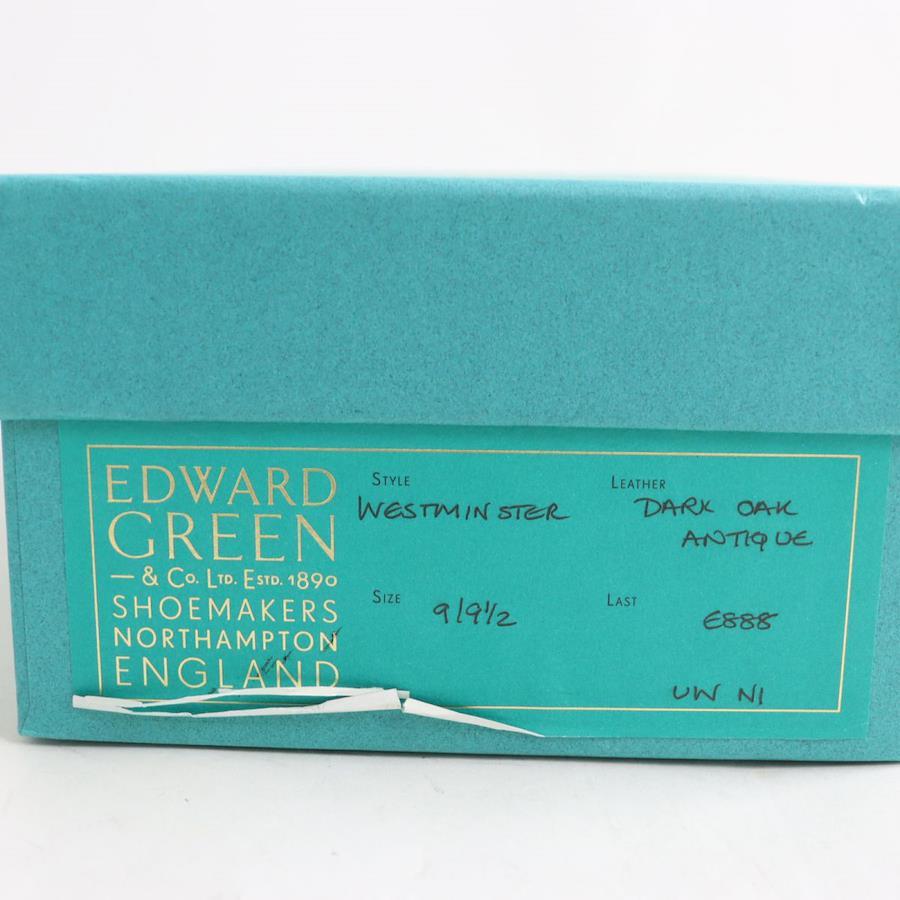 EDWARD
GREEN
— & Co. LTD. ESTD. 1890
SHOEMAKERS
NORTHAMPTON
ENGLAND
STYLE
WESTMINSTER
LEATHER
DARK OAK
ANTIQUE
SIZE
9/9½
LAST
E888
UW N1